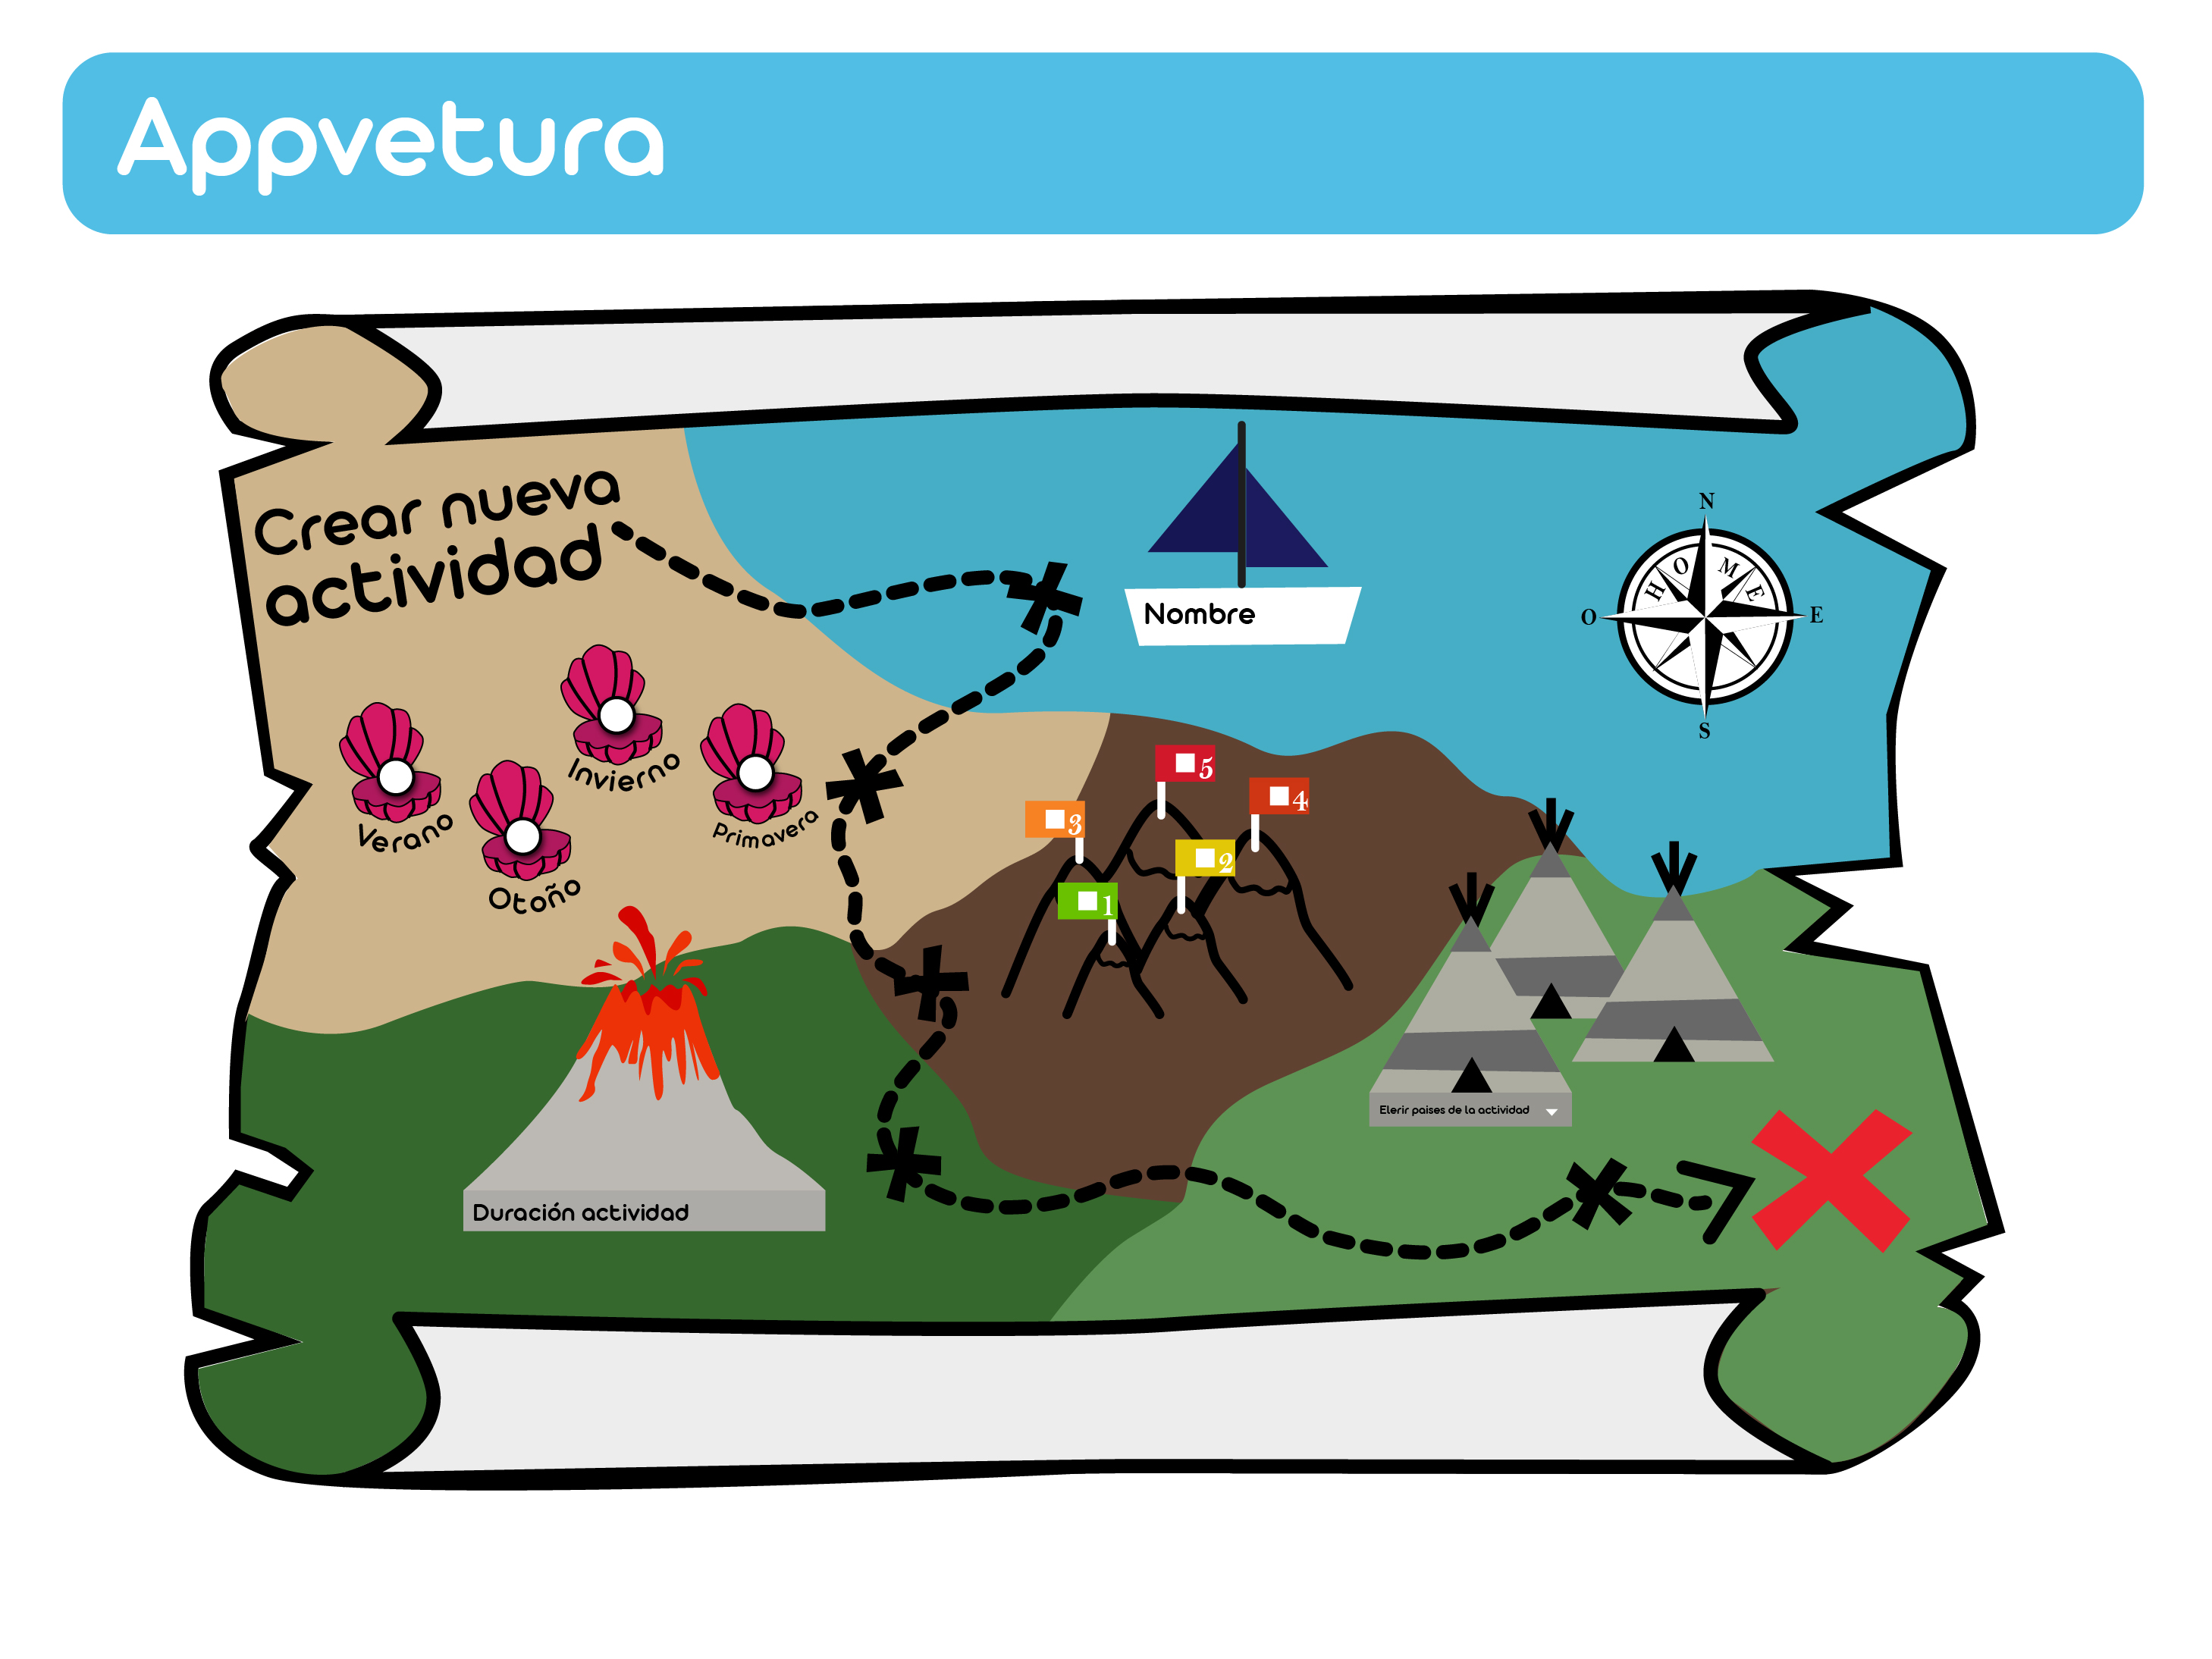 Appvetura
Crear nueva
actividad
Nombre
N
O
E
S
HOME
Invierno
Verano
Primavera
Otoño
5
4
3
2
1
Elerir paises de la actividad
Duración actividad